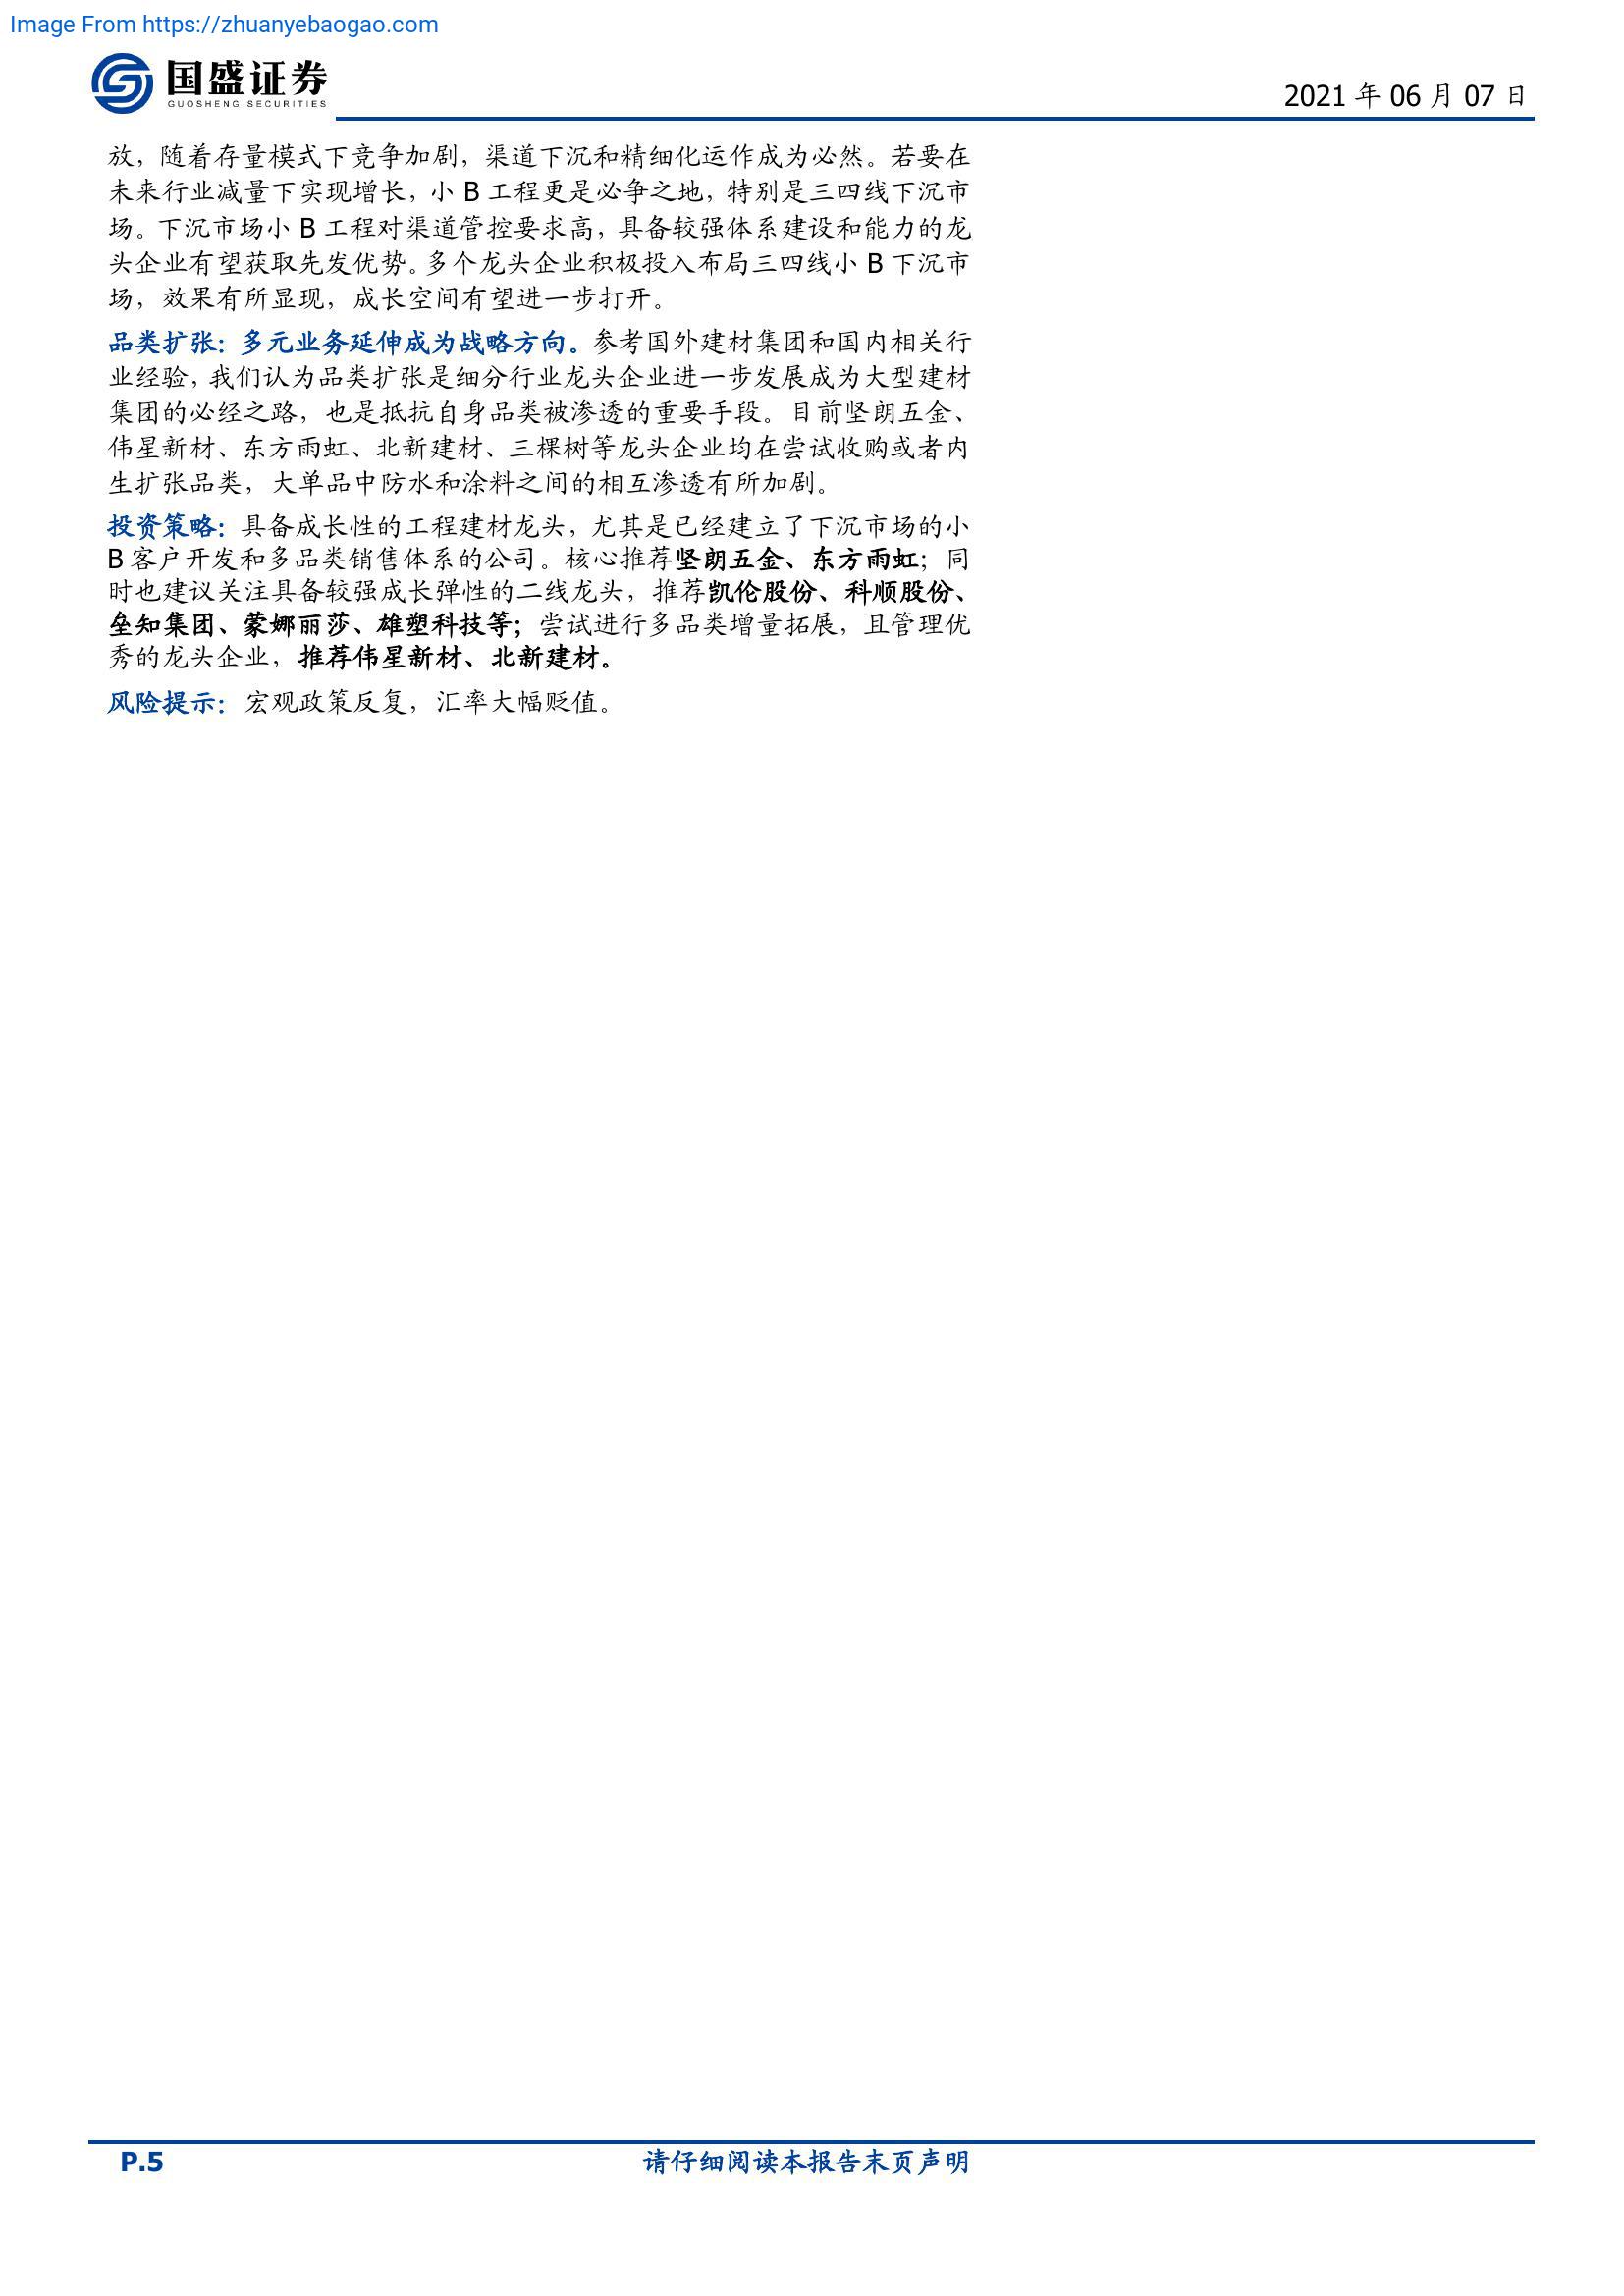 Image From https://zhuanyebaogao.com
国盛证券
GUOSHENG SECURITIES
2021 年 06 月 07 日
放，随着存量模式下竞争加剧，渠道下沉和精细化运作成为必然。若要在
未来行业减量下实现增长，小 B 工程更是必争之地，特别是三四线下沉市
场。下沉市场小 B 工程对渠道管控要求高，具备较强体系建设和能力的龙
头企业有望获取先发优势。多个龙头企业积极投入布局三四线小 B 下沉市
场，效果有所显现，成长空间有望进一步打开。
品类扩张：多元业务延伸成为战略方向。参考国外建材集团和国内相关行
业经验，我们认为品类扩张是细分行业龙头企业进一步发展成为大型建材
集团的必经之路，也是抵抗自身品类被渗透的重要手段。目前坚朗五金、
伟星新材、东方雨虹、北新建材、三棵树等龙头企业均在尝试收购或者内
生扩张品类，大单品中防水和涂料之间的相互渗透有所加剧。
投资策略：具备成长性的工程建材龙头，尤其是已经建立了下沉市场的小
B 客户开发和多品类销售体系的公司。核心推荐坚朗五金、东方雨虹；同
时也建议关注具备较强成长弹性的二线龙头，推荐凯伦股份、科顺股份、
垒知集团、蒙娜丽莎、雄塑科技等；尝试进行多品类增量拓展，且管理优
秀的龙头企业，推荐伟星新材、北新建材。
风险提示：宏观政策反复，汇率大幅贬值。
P.5
请仔细阅读本报告末页声明